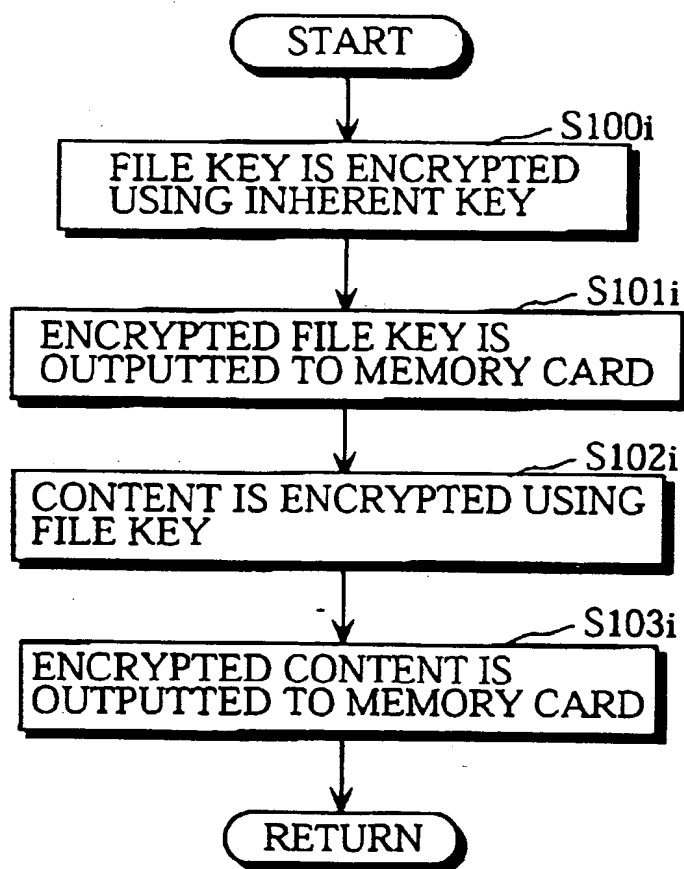 START
S100i
FILE KEY IS ENCRYPTED
USING INHERENT KEY
S101i
ENCRYPTED FILE KEY IS
OUTPUTTED TO MEMORY CARD
S102i
CONTENT IS ENCRYPTED USING
FILE KEY
S103i
ENCRYPTED CONTENT IS
OUTPUTTED TO MEMORY CARD
RETURN